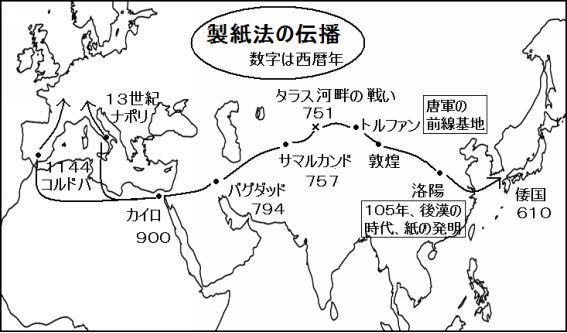 製紙法の伝播
数字は西暦年
13世紀
ナポリ
タラス河畔の戦い
751
唐軍の
前線基地
トルファン
1144
コルドバ
サマルカンド
757
敦煌
バグダッド
794
洛陽
倭国
610
カイロ
900
105年、後漢の
時代、紙の発明